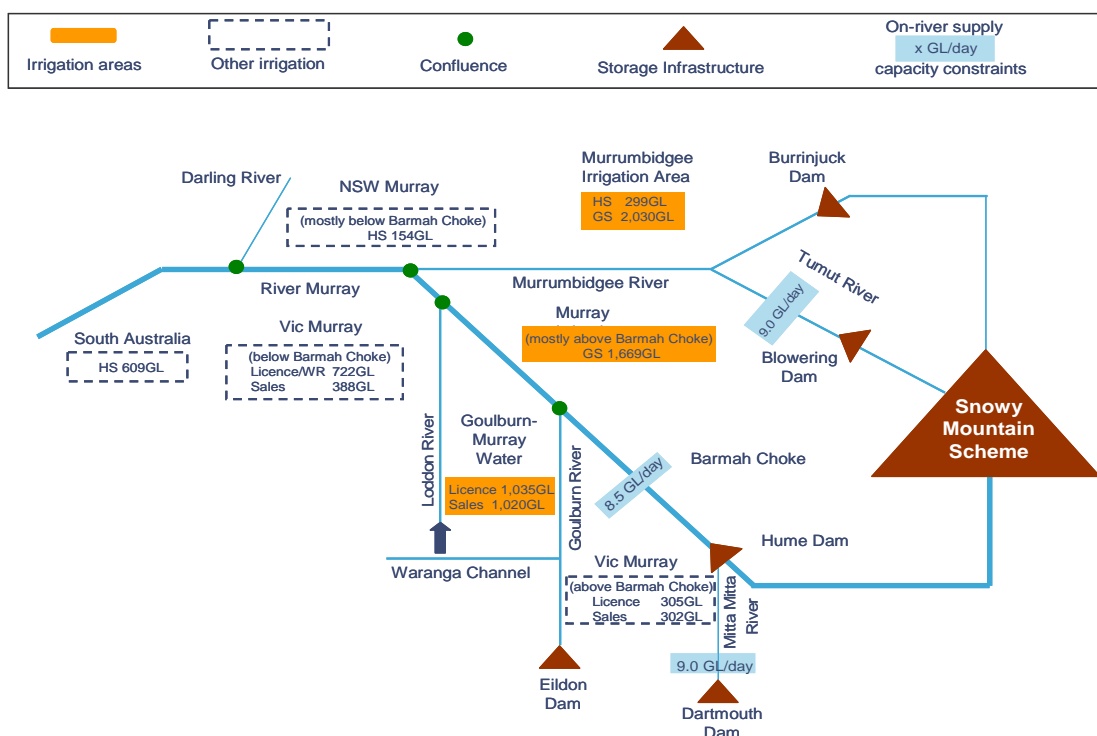 Irrigation areas
Other irrigation
Confluence
Storage Infrastructure
On-river supply
x GL/day
capacity constraints
Darling River
NSW Murray
(mostly below Barmah Choke)
HS 154GL
Murrumbidgee
Irrigation Area
HS 299GL
GS 2,030GL
Burrinjuck
Dam
Tumut River
9.0 GL/day
Blowering
Dam
River Murray
Murrumbidgee River
South Australia
HS 609GL
Vic Murray
(below Barmah Choke)
Licence/WR 722GL
Sales 388GL
Murray
(mostly above Barmah Choke)
GS 1,669GL
Snowy
Mountain
Scheme
Loddon River
Goulburn-
Murray
Water
Licence 1,035GL
Sales 1,020GL
Goulburn River
8.5 GL/day
Barmah Choke
Hume Dam
Waranga Channel
Vic Murray
(above Barmah Choke)
Licence 305GL
Sales 302GL
Mitta Mitta
River
9.0 GL/day
Eildon
Dam
Dartmouth
Dam